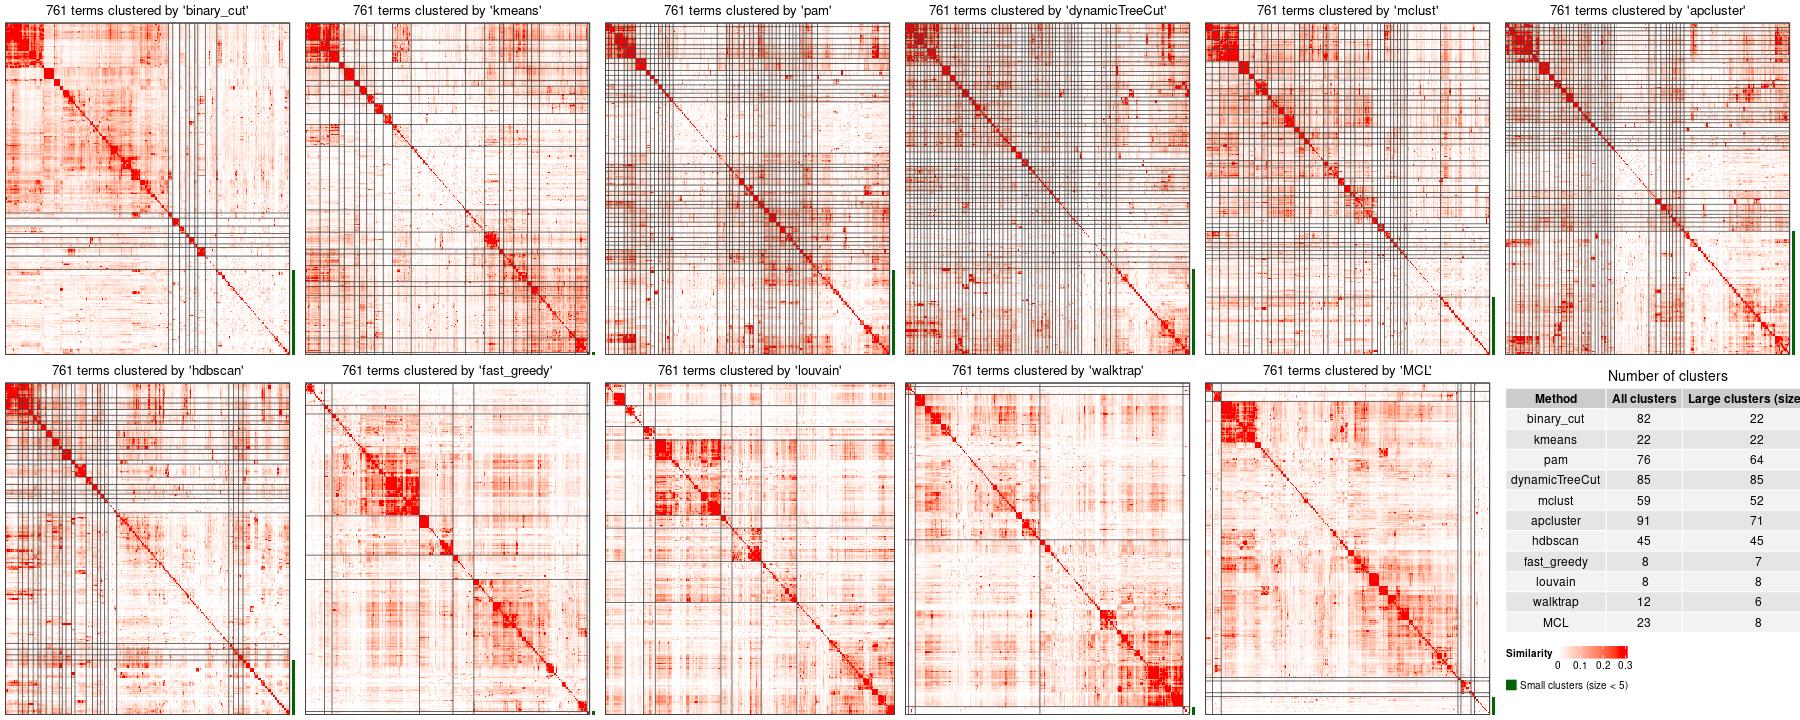 761 terms clustered by 'binary_cut'
761 terms clustered by 'kmeans'
761 terms clustered by 'pam'
761 terms clustered by 'dynamicTreeCut'
761 terms clustered by 'mclust'
761 terms clustered by 'apcluster'
761 terms clustered by 'hdbscan'
761 terms clustered by 'fast_greedy'
761 terms clustered by 'louvain'
761 terms clustered by 'walktrap'
761 terms clustered by 'MCL'
Number of clusters
Method All clusters Large clusters (size
binary_cut 82 22
kmeans 22 22
pam 76 64
dynamicTreeCut 85 85
mclust 59 52
apcluster 91 71
hdbscan 45 45
fast_greedy 8 7
louvain 8 8
walktrap 12 6
MCL 23 8
Similarity
0 0.1 0.2 0.3
Small clusters (size < 5)